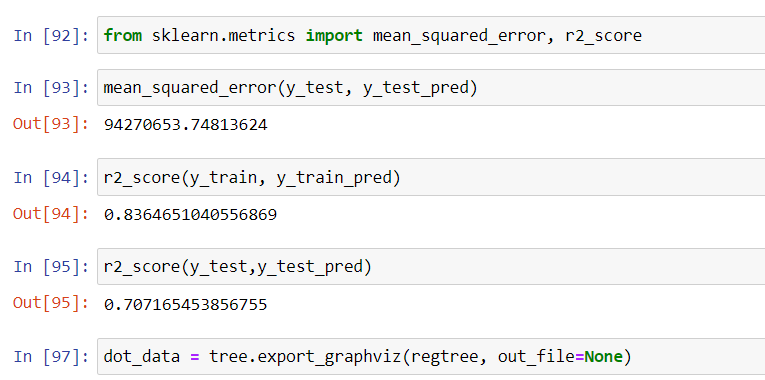 In [92]: from sklearn.metrics import mean_squared_error, r2_score
In [93]: mean_squared_error(y_test, y_test_pred)
Out[93]: 94270653.74813624
In [94]: r2_score(y_train, y_train_pred)
Out[94]: 0.8364651040556869
In [95]: r2_score(y_test,y_test_pred)
Out[95]: 0.707165453856755
In [97]: dot_data = tree.export_graphviz(regtree, out_file=None)